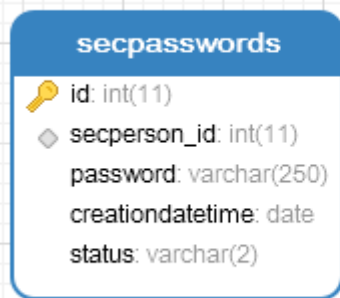 secpasswords
id: int(11)
secperson_id: int(11)
password: varchar(250)
creationdatetime: date
status: varchar(2)